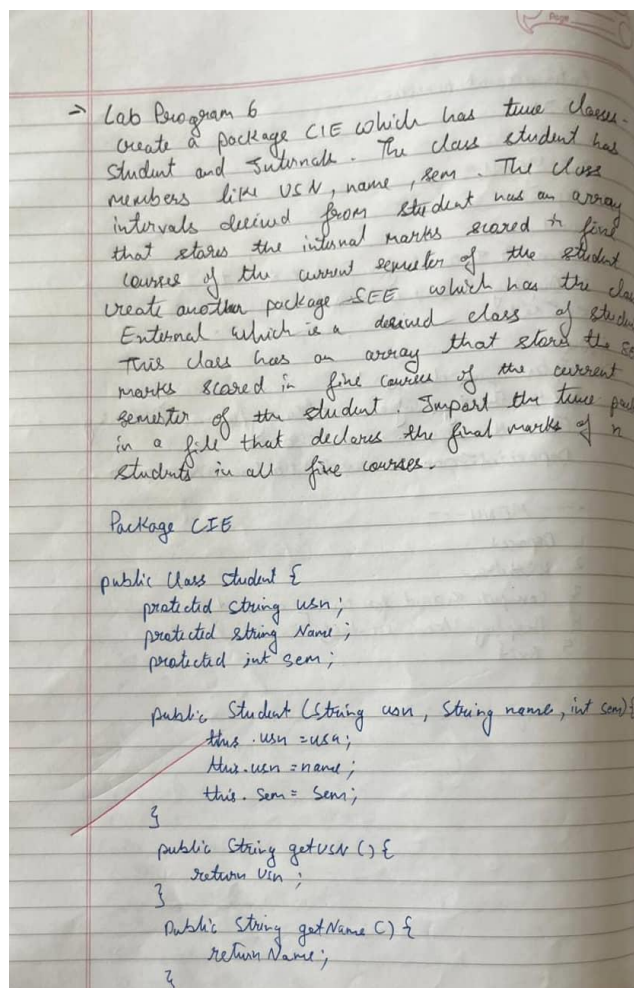 Page
→ Lab Program 6
create a package CIE which has two classes -
Student and Internals. The class student has
members like USN, name, sem. The class
intervals derived from student has an array
that stores the internal marks scored in five
courses of the current semester of the student
create another package SEE which has the clas
External which is a derived class of stude
This class has an array that stores the se
marks scored in five courses of the current
semester of the student. Import the two pac
in a file that declares the final marks of n
students in all five courses.
Package CIE
public Class Student {
protected String usn;
protected string Name;
protected int sem;
public Student (String usn, String name, int sem){
this.usn = usn;
this.usn = name;
this.sem = sem;
}
public String getUSN () {
return usn;
}
public String getName () {
return Name;
}